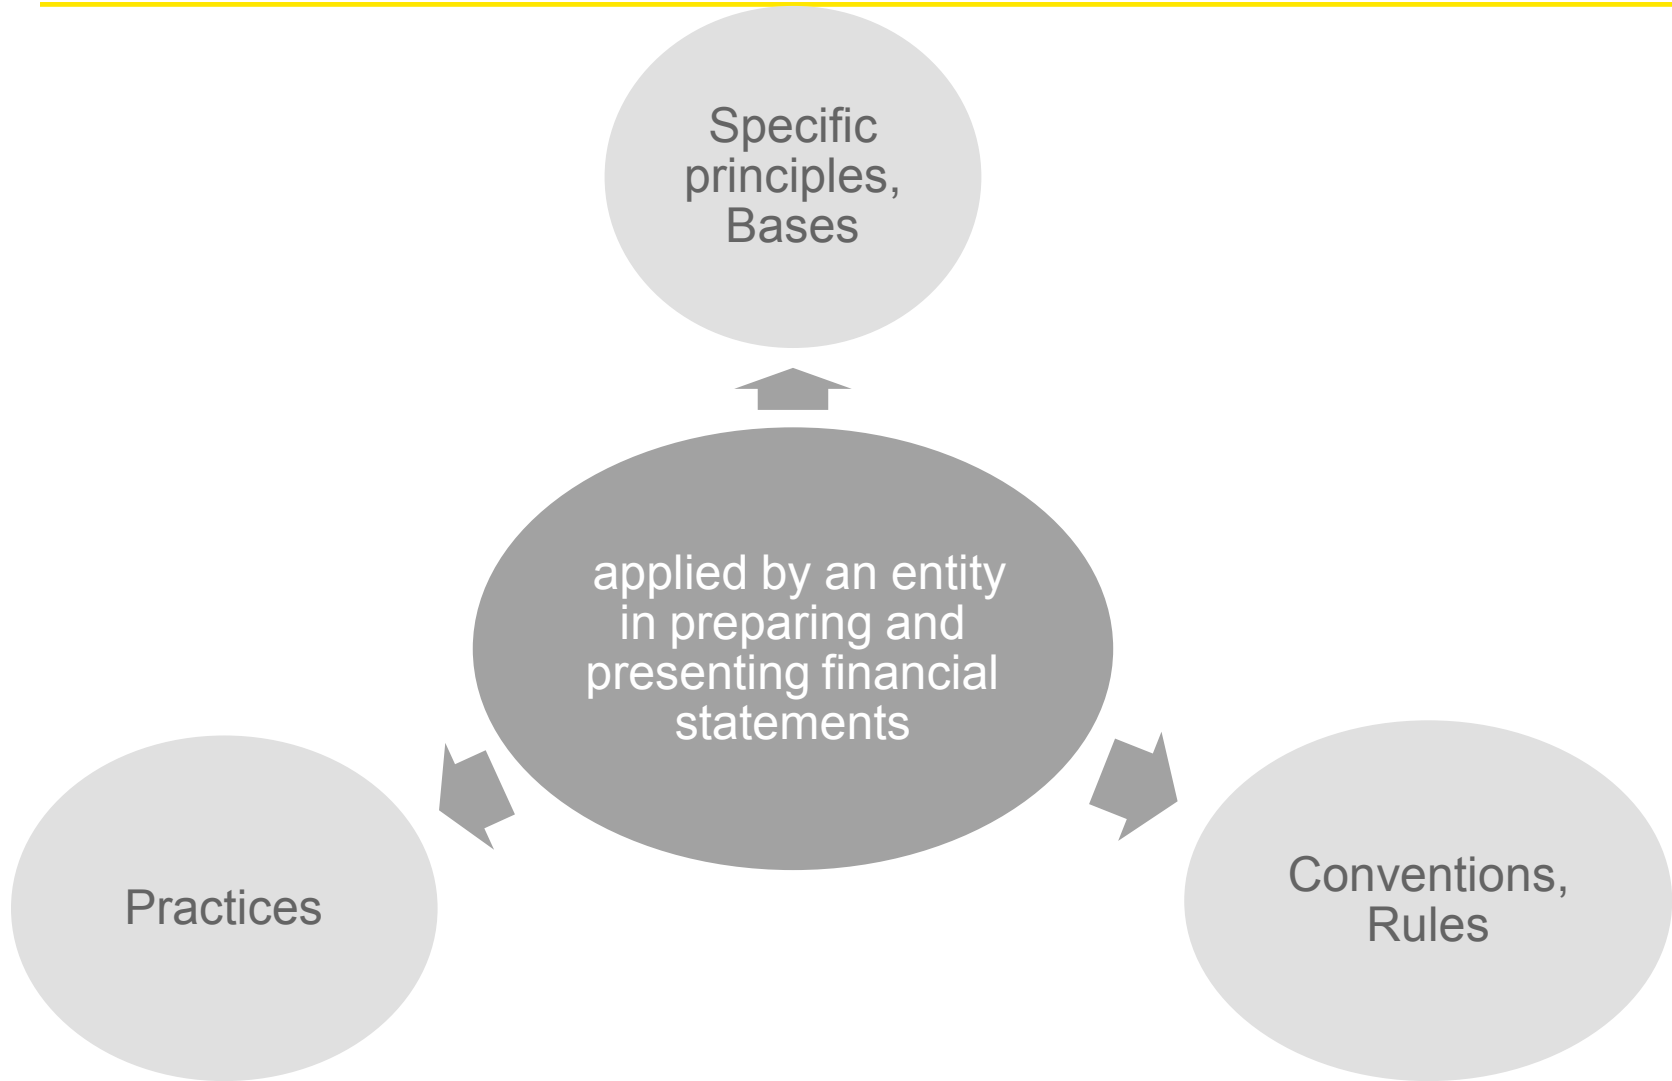 Specific
principles,
Bases
applied by an entity
in preparing and
presenting financial
statements
Practices
Conventions,
Rules